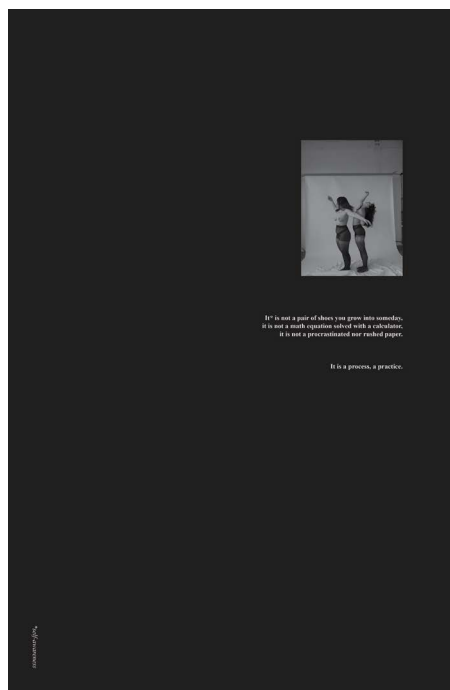 It* is not a pair of shoes you grow into someday,
it is not a math equation solved with a calculator,
it is not a procrastinated nor rushed paper.
It is a process, a practice.
*self-awareness